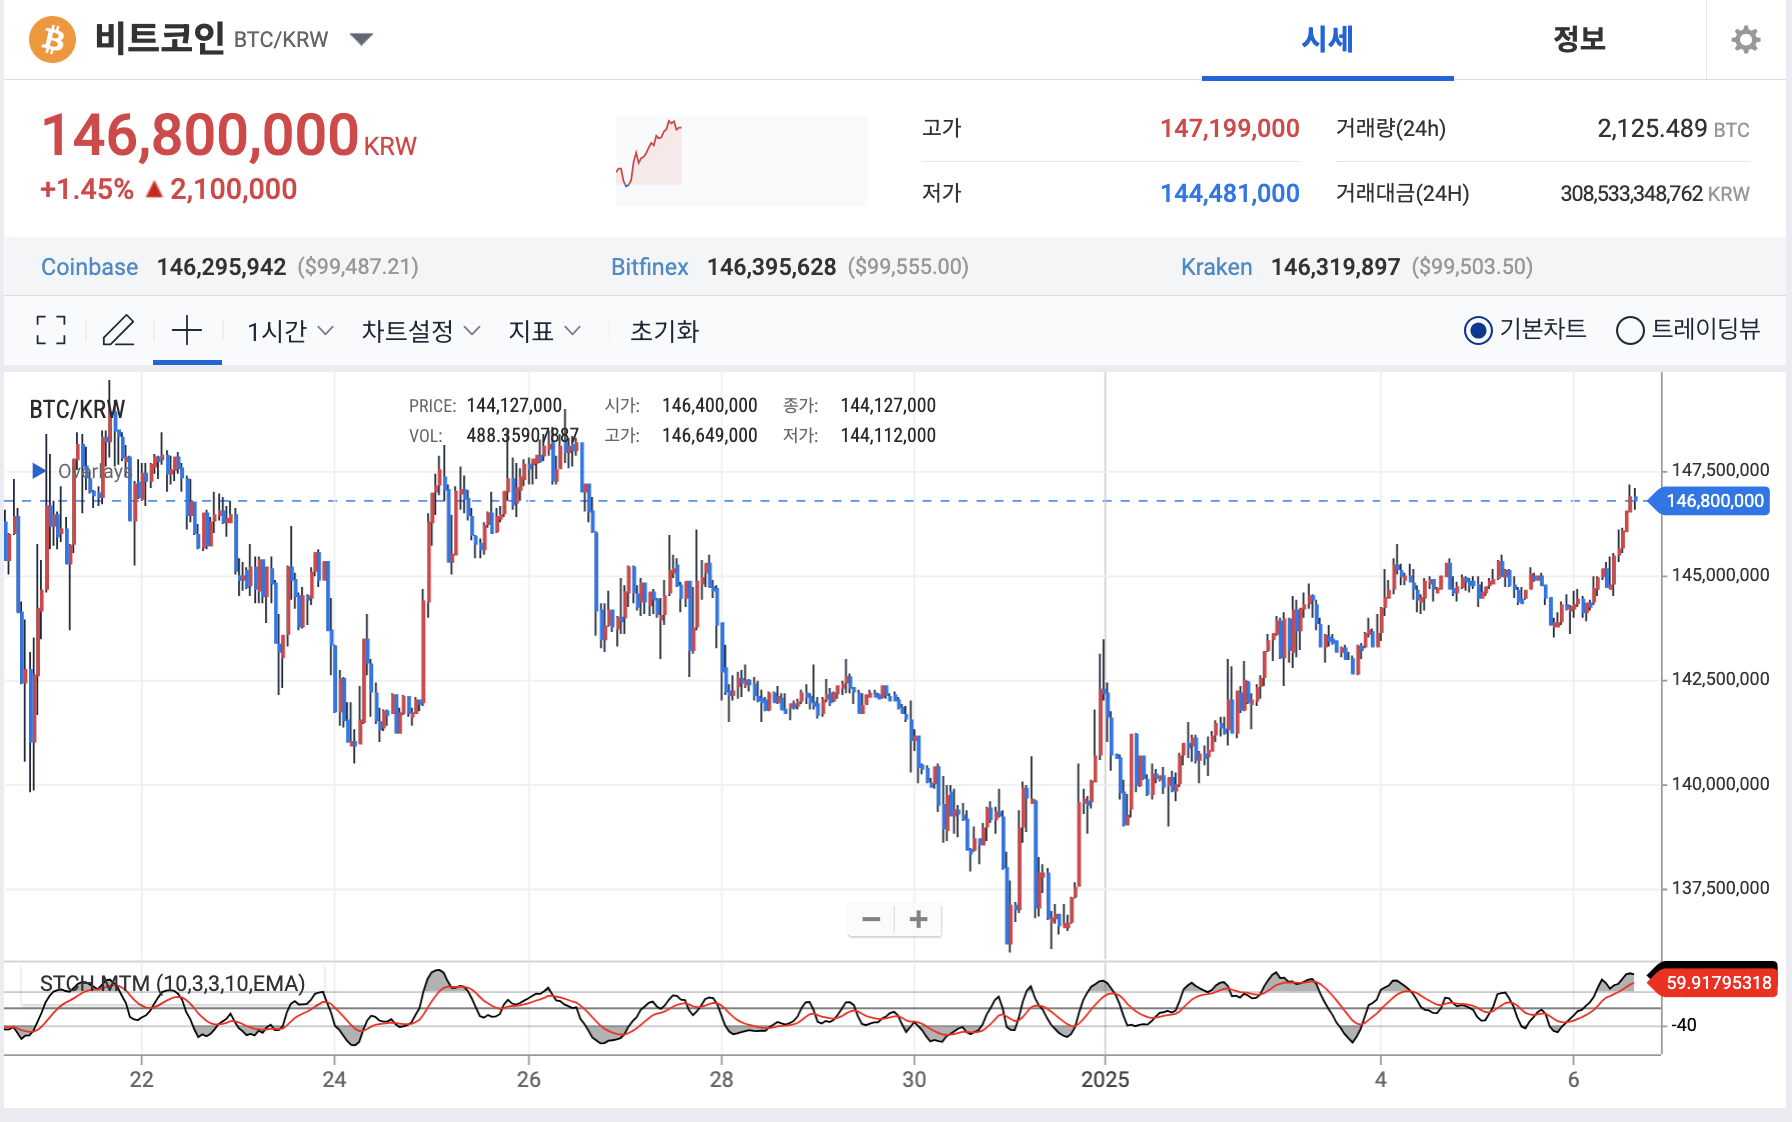 비트코인 BTC/KRW
시세 정보
146,800,000 KRW
+1.45% ▲ 2,100,000
고가 147,199,000 거래량(24h) 2,125.489 BTC
저가 144,481,000 거래대금(24H) 308,533,348,762 KRW
Coinbase 146,295,942 ($99,487.21) Bitfinex 146,395,628 ($99,555.00) Kraken 146,319,897 ($99,503.50)
1시간 차트설정 지표 초기화 기본차트 트레이딩뷰
BTC/KRW
PRICE: 144,127,000 시가: 146,400,000 종가: 144,127,000
VOL: 488.35907887 고가: 146,649,000 저가: 144,112,000
Overlays
147,500,000
146,800,000
145,000,000
142,500,000
140,000,000
137,500,000
− +
STCH MTM (10,3,3,10,EMA)
59.91795318
-40
22 24 26 28 30 2025 4 6